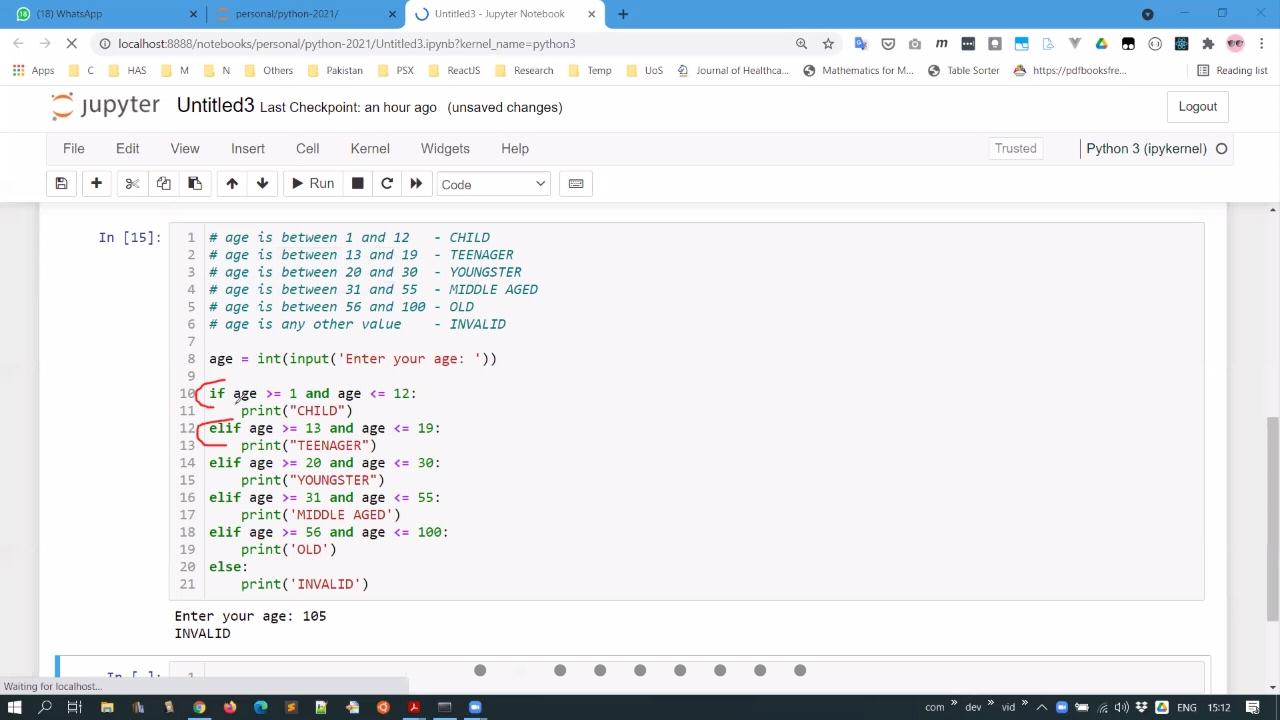 (18) WhatsApp
personal/python-2021/
Untitled3 - Jupyter Notebook
localhost:8888/notebooks/personal/python-2021/Untitled3.ipynb?kernel_name=python3
Apps C HAS M N Others Pakistan PSX ReactUS Research Temp UoS Journal of Healthca... Mathematics for M... Table Sorter https://pdfbooksfre... Reading list
jupyter Untitled3 Last Checkpoint: an hour ago (unsaved changes) Logout
File Edit View Insert Cell Kernel Widgets Help Trusted Python 3 (ipykernel)
Run Code
In [15]:
1 # age is between 1 and 12   - CHILD
2 # age is between 13 and 19  - TEENAGER
3 # age is between 20 and 30  - YOUNGSTER
4 # age is between 31 and 55  - MIDDLE AGED
5 # age is between 56 and 100 - OLD
6 # age is any other value    - INVALID
7
8 age = int(input('Enter your age: '))
9
10 if age >= 1 and age <= 12:
11     print("CHILD")
12 elif age >= 13 and age <= 19:
13     print("TEENAGER")
14 elif age >= 20 and age <= 30:
15     print("YOUNGSTER")
16 elif age >= 31 and age <= 55:
17     print('MIDDLE AGED')
18 elif age >= 56 and age <= 100:
19     print('OLD')
20 else:
21     print('INVALID')
Enter your age: 105
INVALID
In [ ]: 1
Waiting for localhost...
com » dev » vid » ENG 15:12